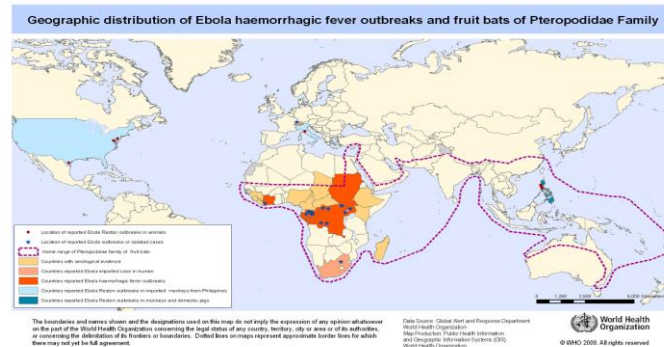 Geographic distribution of Ebola haemorrhagic fever outbreaks and fruit bats of Pteropodidae Family
Location of reported Ebola Reston outbreaks in animals
Location of reported Ebola outbreaks or isolated cases
Home range of Pteropodidae family of fruit bats
Countries with serological evidence
Countries reported Ebola imported case in human
Countries reported Ebola haemorrhagic fever outbreaks
Countries reported Ebola Reston outbreaks in imported monkeys from Philippines
Countries reported Ebola Reston outbreaks in monkeys and domestic pigs
The boundaries and names shown and the designations used on this map do not imply the expression of any opinion whatsoever
on the part of the World Health Organization concerning the legal status of any country, territory, city or area or of its authorities,
or concerning the delimitation of its frontiers or boundaries. Dotted lines on maps represent approximate border lines for which
there may not yet be full agreement.
Data Source: Global Alert and Response Department
World Health Organization
Map Production: Public Health Information
and Geographic Information Systems (GIS)
World Health Organization
World Health
Organization
© WHO 2009. All rights reserved